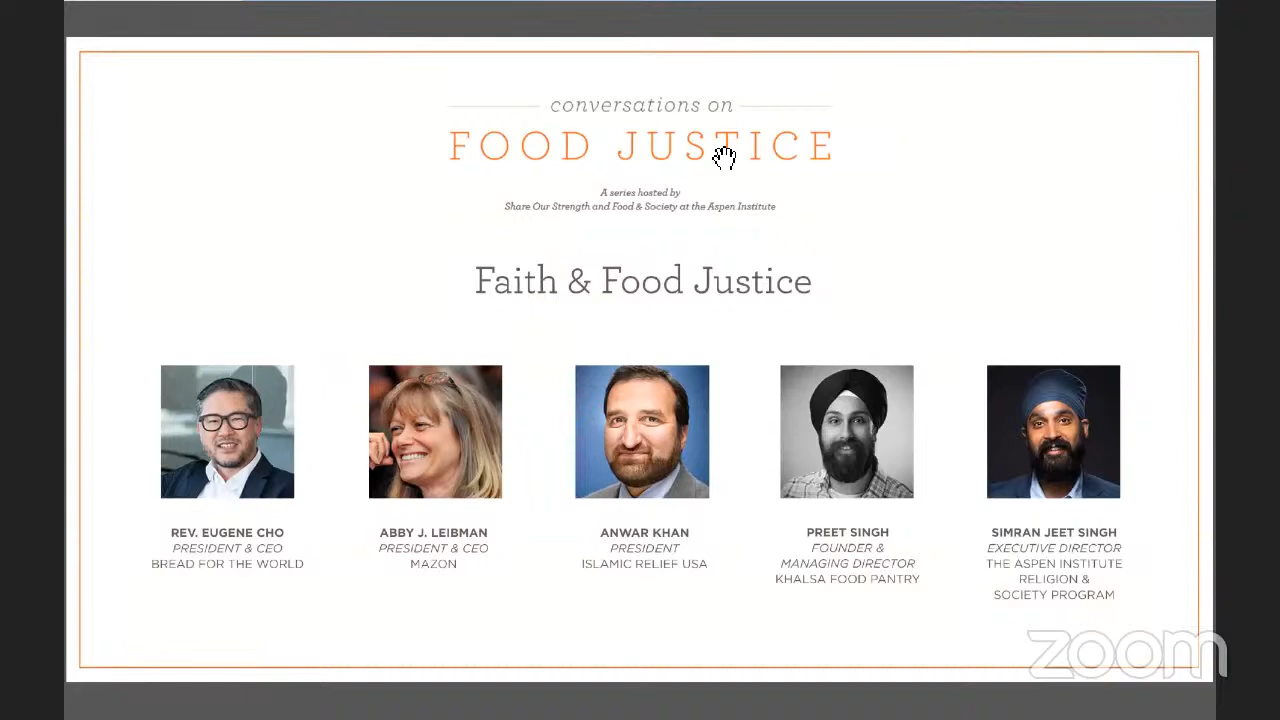 conversations on
FOOD JUSTICE
A series hosted by
Share Our Strength and Food & Society at the Aspen Institute
Faith & Food Justice
REV. EUGENE CHO
PRESIDENT & CEO
BREAD FOR THE WORLD
ABBY J. LEIBMAN
PRESIDENT & CEO
MAZON
ANWAR KHAN
PRESIDENT
ISLAMIC RELIEF USA
PREET SINGH
FOUNDER &
MANAGING DIRECTOR
KHALSA FOOD PANTRY
SIMRAN JEET SINGH
EXECUTIVE DIRECTOR
THE ASPEN INSTITUTE
RELIGION &
SOCIETY PROGRAM
zoom